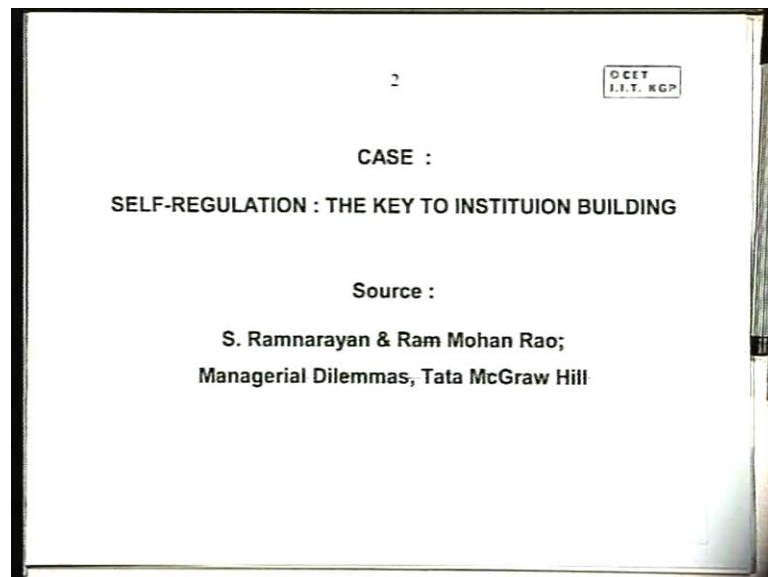 2
© CET
I.I.T. KGP
CASE :
SELF-REGULATION : THE KEY TO INSTITUION BUILDING
Source :
S. Ramnarayan & Ram Mohan Rao;
Managerial Dilemmas, Tata McGraw Hill